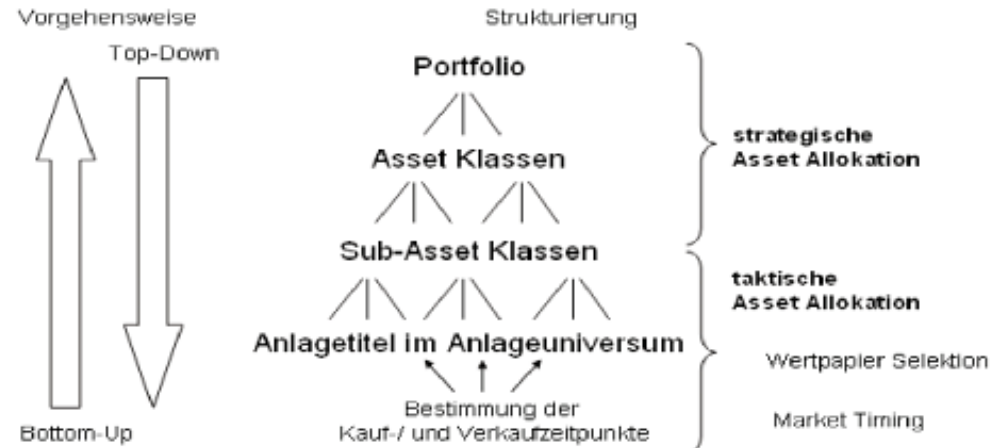 Vorgehensweise
Strukturierung
Top-Down
Portfolio
strategische
Asset Allokation
Asset Klassen
Sub-Asset Klassen
taktische
Asset Allokation
Anlagetitel im Anlageuniversum
Wertpapier Selektion
Bestimmung der
Kauf-/ und Verkaufzeitpunkte
Market Timing
Bottom-Up